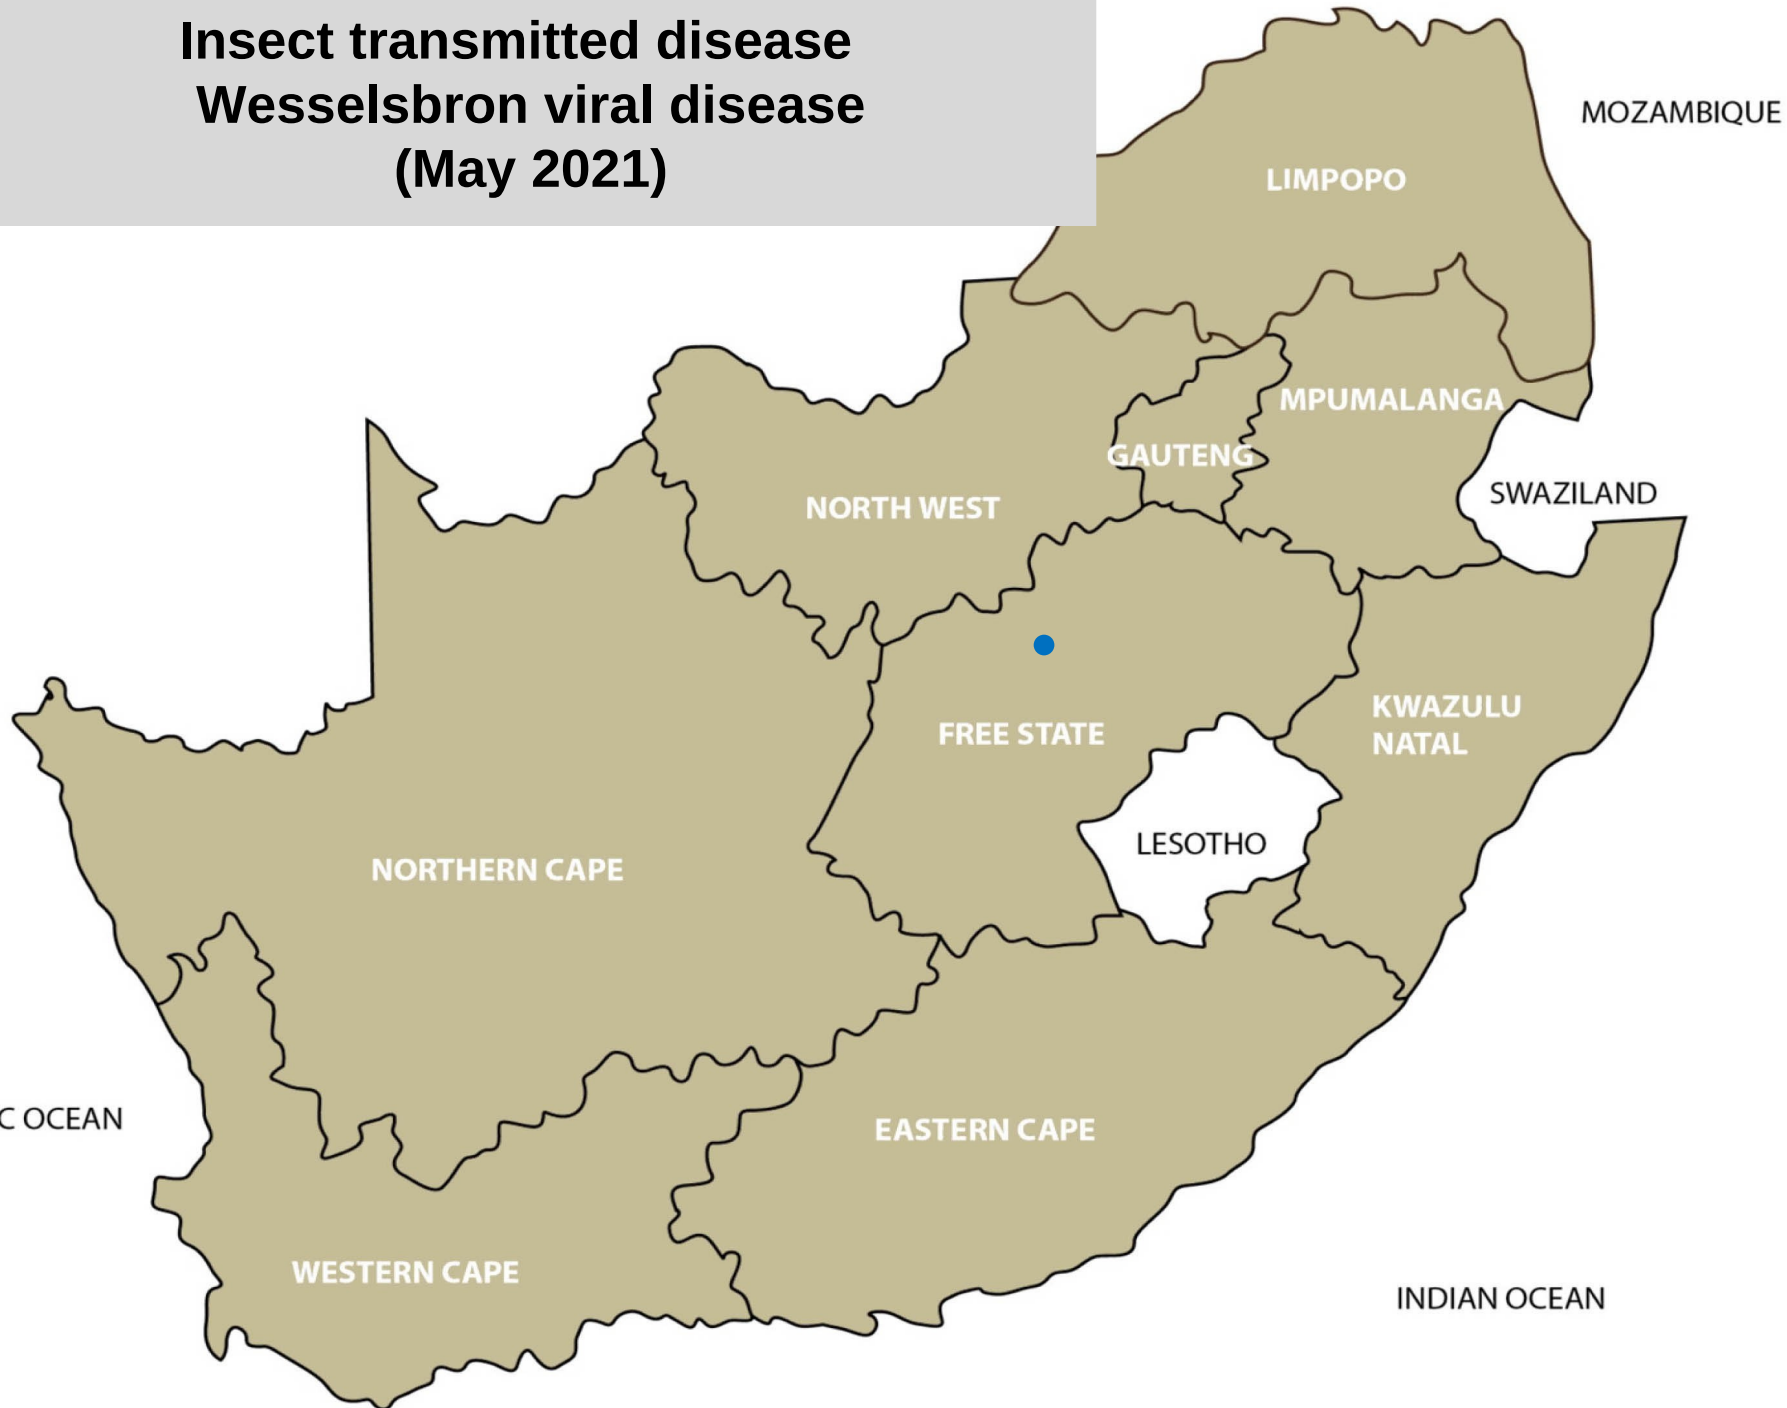 Insect transmitted disease
Wesselsbron viral disease
(May 2021)
MOZAMBIQUE
LIMPOPO
MPUMALANGA
GAUTENG
SWAZILAND
NORTH WEST
KWAZULU
NATAL
FREE STATE
LESOTHO
NORTHERN CAPE
C OCEAN
EASTERN CAPE
WESTERN CAPE
INDIAN OCEAN